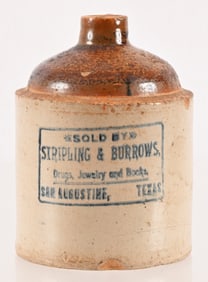 SOLD BY
STRIPLING & BURROWS,
Drugs, Jewelry and Books.
SAN AUGUSTINE, TEXAS